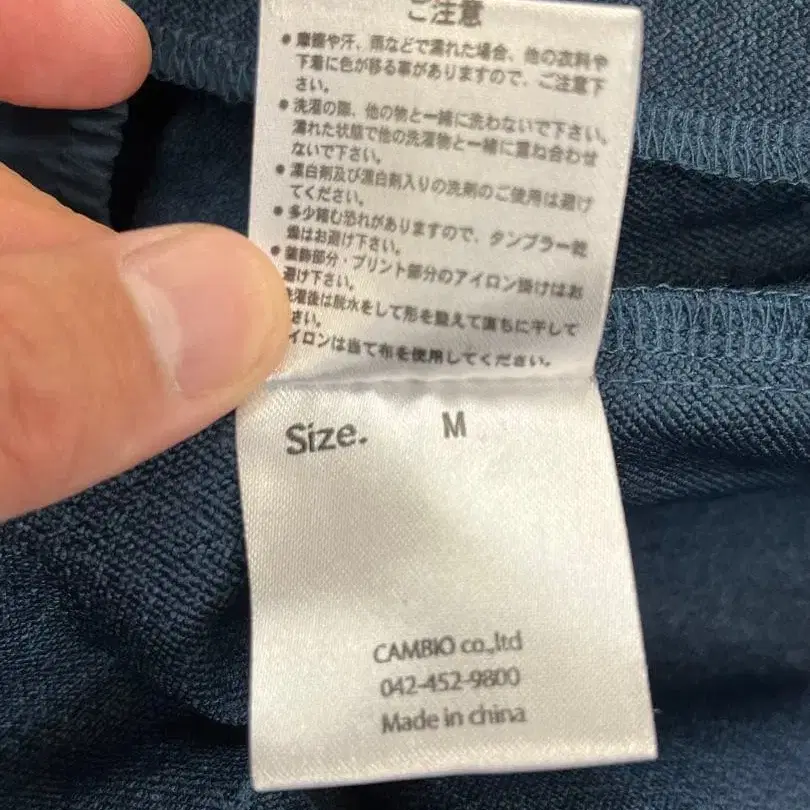 ご注意
●摩擦や汗、雨などで濡れた場合、他の衣料や
下着に色が移る事がありますので、ご注意下
さい。
●洗濯の際、他の物と一緒に洗わないで下さい。
濡れた状態で他の洗濯物と一緒に重ね合わせ
ないで下さい。
●漂白剤及び漂白剤入りの洗剤のご使用は避け
てください。
●多少縮む恐れがありますので、タンブラー乾
燥はお避け下さい。
●装飾部分・プリント部分のアイロン掛けはお
避け下さい。
洗濯後は脱水をして形を整えて直ちに干して
さい。
イロンは当て布を使用してください。
Size. M
CAMBIO co.,ltd
042-452-9800
Made in china